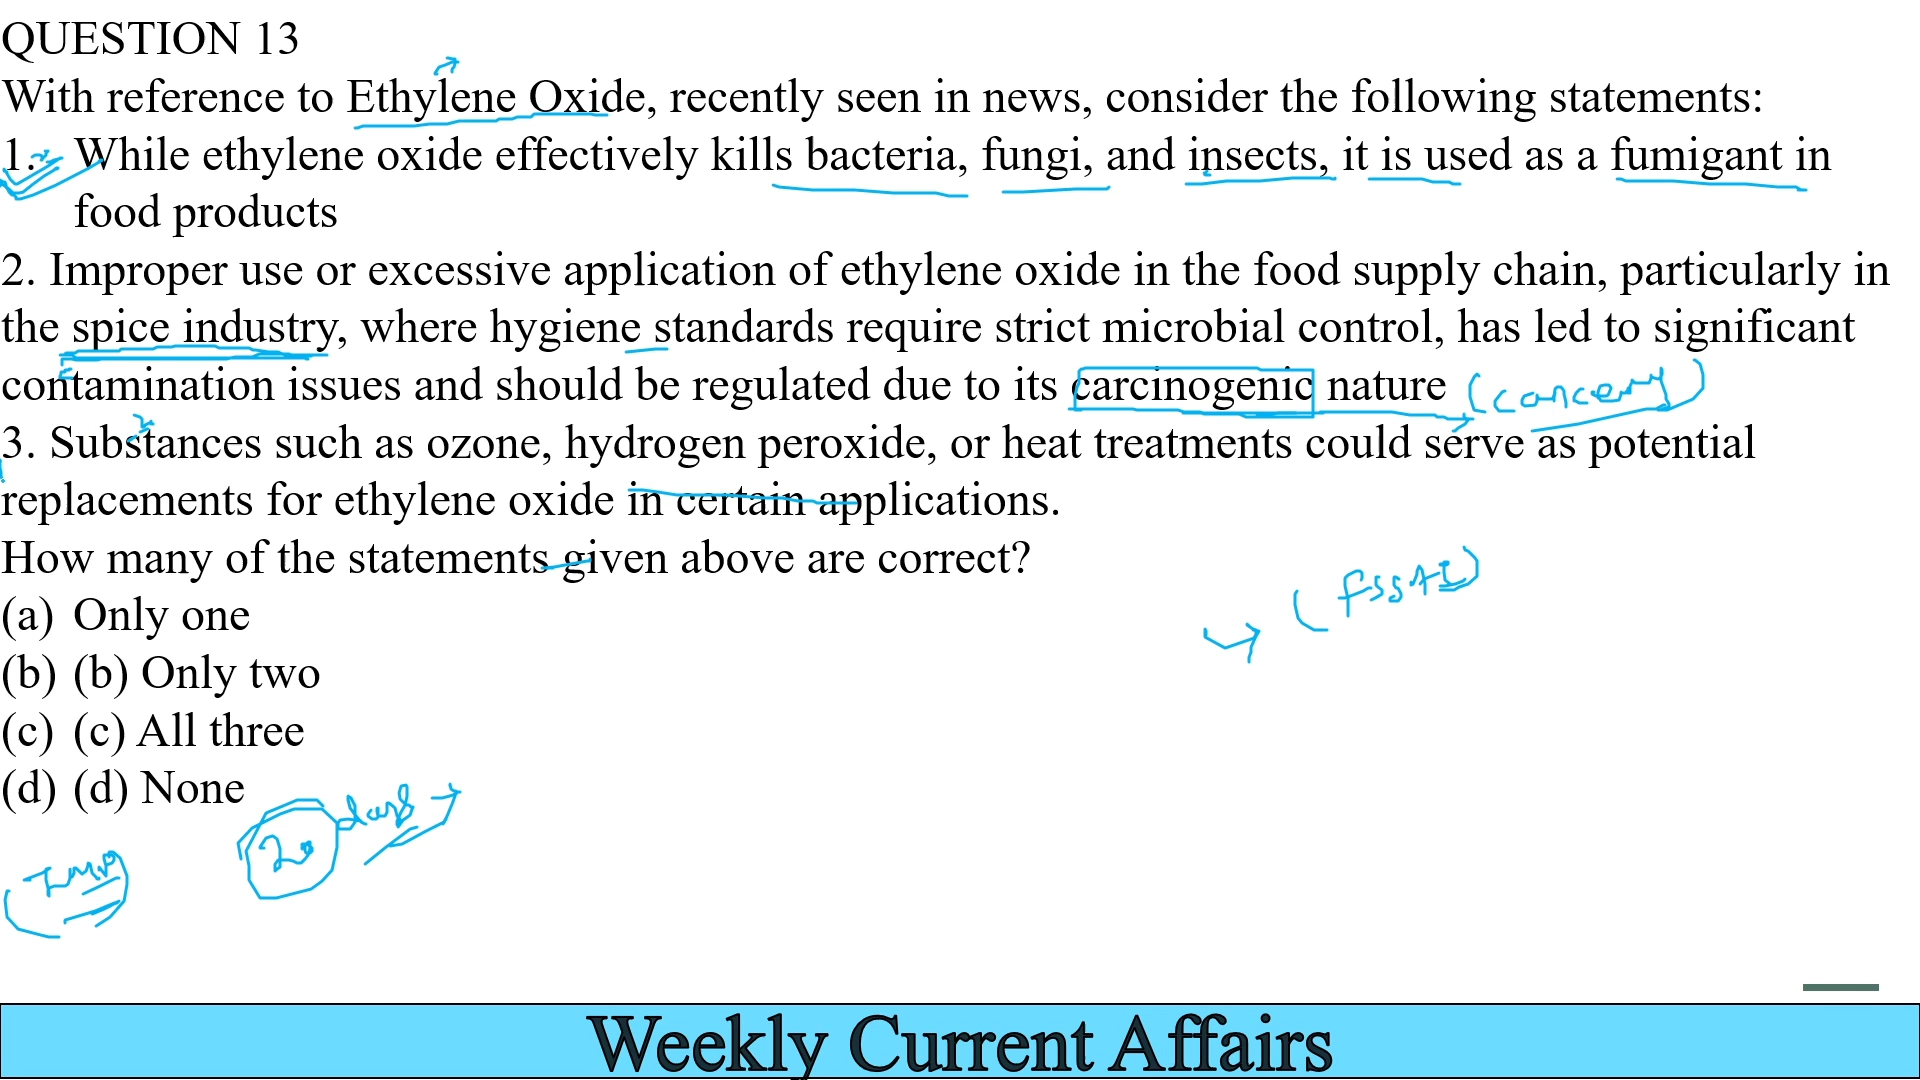 QUESTION 13
With reference to Ethylene Oxide, recently seen in news, consider the following statements:
1. While ethylene oxide effectively kills bacteria, fungi, and insects, it is used as a fumigant in
food products
2. Improper use or excessive application of ethylene oxide in the food supply chain, particularly in
the spice industry, where hygiene standards require strict microbial control, has led to significant
contamination issues and should be regulated due to its carcinogenic nature
3. Substances such as ozone, hydrogen peroxide, or heat treatments could serve as potential
replacements for ethylene oxide in certain applications.
How many of the statements given above are correct?
(FSSAI)
(a) Only one
(b) (b) Only two
(c) (c) All three
(d) (d) None
20 days
IMP
Weekly Current Affairs